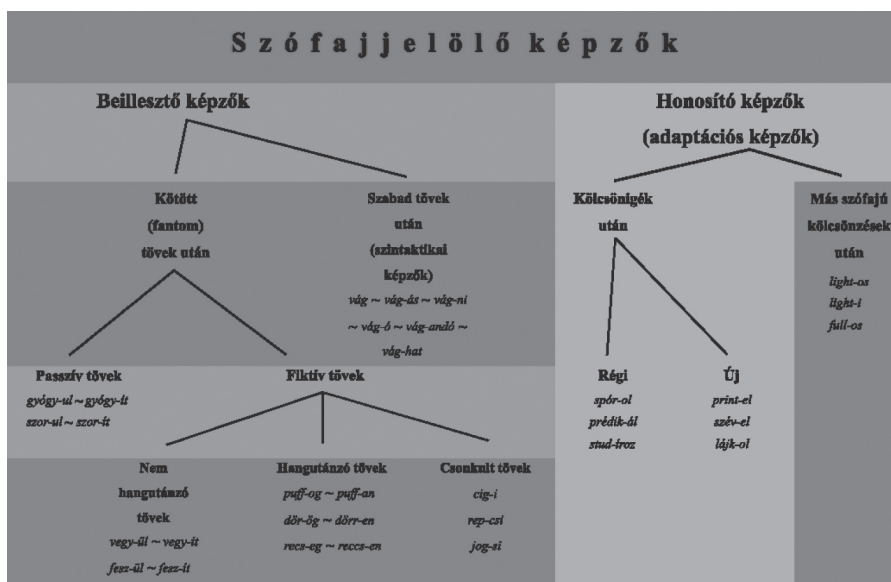 Szófajjelölő képzők
Beillesztő képzők
Kötött
(fantom)
tövek után
Szabad tövek
után
(szintaktikai
képzők)
vág ~ vág-ás ~ vág-ni
~ vág-ó ~ vág-andó ~
vág-hat
Passzív tövek
gyógy-ul ~ gyógy-ít
szor-ul ~ szor-ít
Fiktív tövek
Nem
hangutánzó
tövek
vegy-ül ~ vegy-ít
fesz-ül ~ fesz-ít
Hangutánzó tövek
puff-og ~ puff-an
dör-ög ~ dörr-en
recs-eg ~ reccs-en
Csonkult tövek
cig-i
rep-csi
jog-si
Honosító képzők
(adaptációs képzők)
Kölcsönigék
után
Régi
spór-ol
prédik-ál
stud-íroz
Új
print-el
szév-el
lájk-ol
Más szófajú
kölcsönzések
után
light-os
light-i
full-os